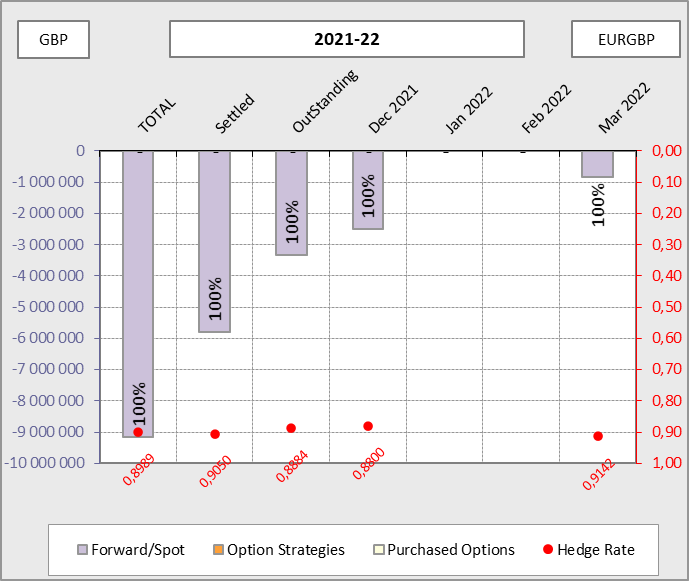 GBP 2021-22 EURGBP
TOTAL Settled OutStanding Dec 2021 Jan 2022 Feb 2022 Mar 2022
0 0,00
-1 000 000 0,10
-2 000 000 0,20
-3 000 000 0,30
-4 000 000 0,40
-5 000 000 0,50
-6 000 000 0,60
-7 000 000 0,70
-8 000 000 0,80
-9 000 000 0,90
-10 000 000 1,00
100% 100% 100% 100% 100%
0,8989 0,9050 0,8884 0,8800 0,9142
Forward/Spot Option Strategies Purchased Options Hedge Rate